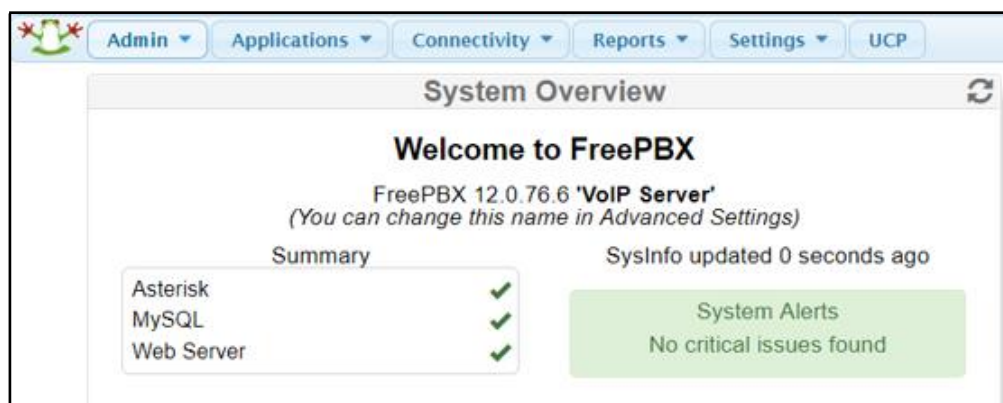 Admin Applications Connectivity Reports Settings UCP
System Overview
Welcome to FreePBX
FreePBX 12.0.76.6 'VoIP Server'
(You can change this name in Advanced Settings)
Summary
Asterisk
MySQL
Web Server
SysInfo updated 0 seconds ago
System Alerts
No critical issues found